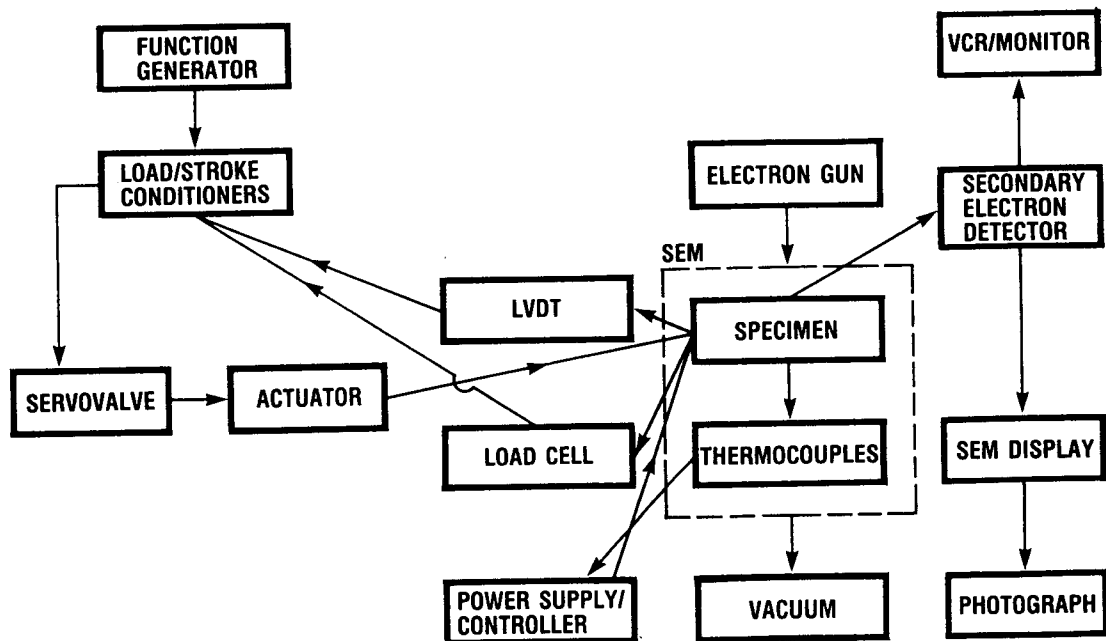 FUNCTION
GENERATOR
VCR/MONITOR
LOAD/STROKE
CONDITIONERS
ELECTRON GUN
SECONDARY
ELECTRON
DETECTOR
SEM
LVDT
SPECIMEN
SERVOVALVE
ACTUATOR
LOAD CELL
THERMOCOUPLES
SEM DISPLAY
POWER SUPPLY/
CONTROLLER
VACUUM
PHOTOGRAPH